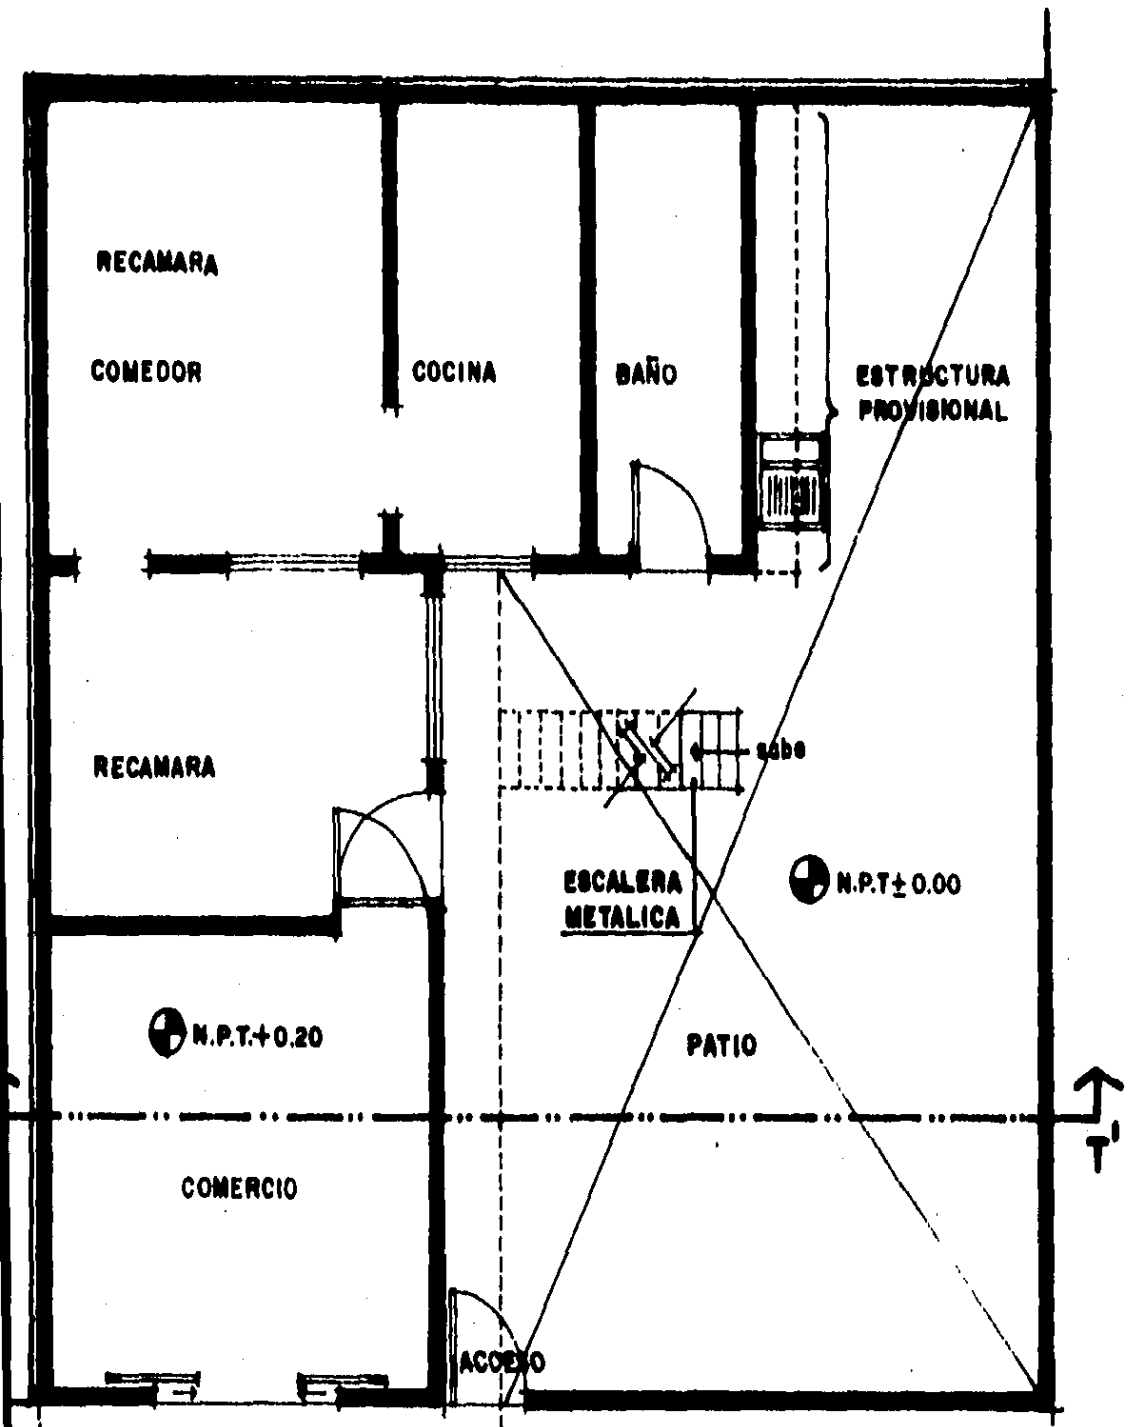 RECAMARA
COMEDOR
COCINA
BAÑO
ESTRUCTURA
PROVISIONAL
RECAMARA
sube
ESCALERA
METALICA
N.P.T ± 0.00
N.P.T.+0.20
PATIO
T'
COMERCIO
ACCESO